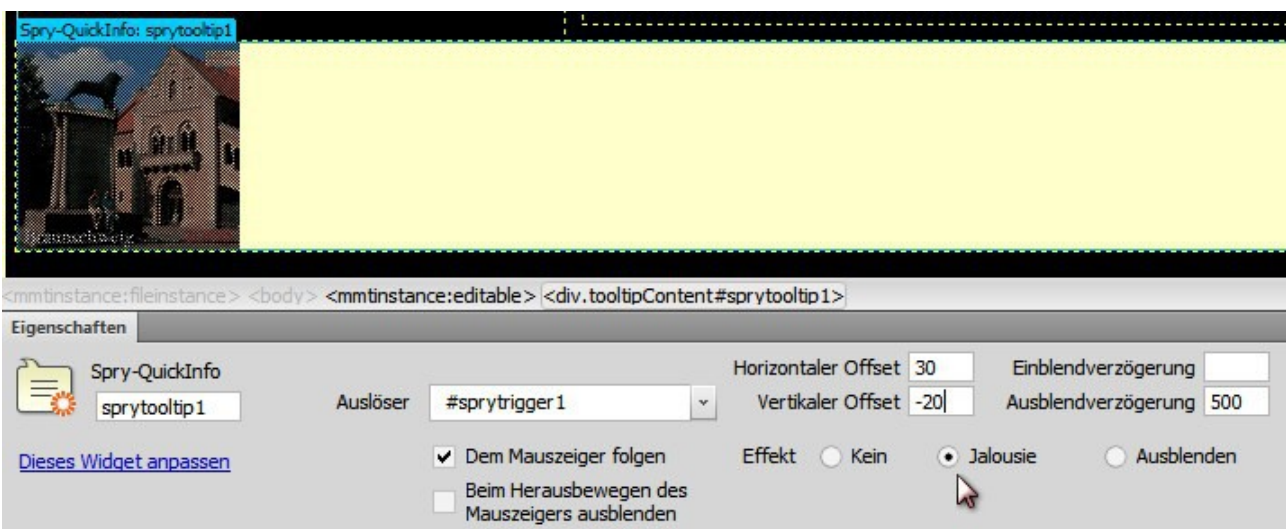 Spry-QuickInfo: sprytooltip1
Braunschweig
<mmtinstance:fileinstance> <body> <mmtinstance:editable> <div.tooltipContent#sprytooltip1>
Eigenschaften
Spry-QuickInfo
sprytooltip1
Auslöser #sprytrigger1
Horizontaler Offset 30
Vertikaler Offset -20
Einblendverzögerung
Ausblendverzögerung 500
Dieses Widget anpassen
Dem Mauszeiger folgen
Beim Herausbewegen des
Mauszeigers ausblenden
Effekt Kein Jalousie Ausblenden